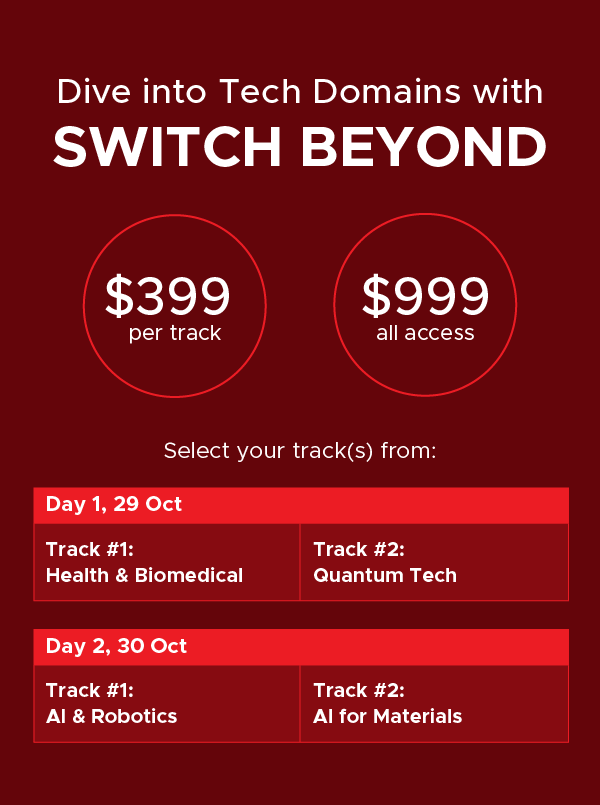 Dive into Tech Domains with
SWITCH BEYOND
$399
per track
$999
all access
Select your track(s) from:
Day 1, 29 Oct
Track #1:
Health & Biomedical
Track #2:
Quantum Tech
Day 2, 30 Oct
Track #1:
AI & Robotics
Track #2:
AI for Materials